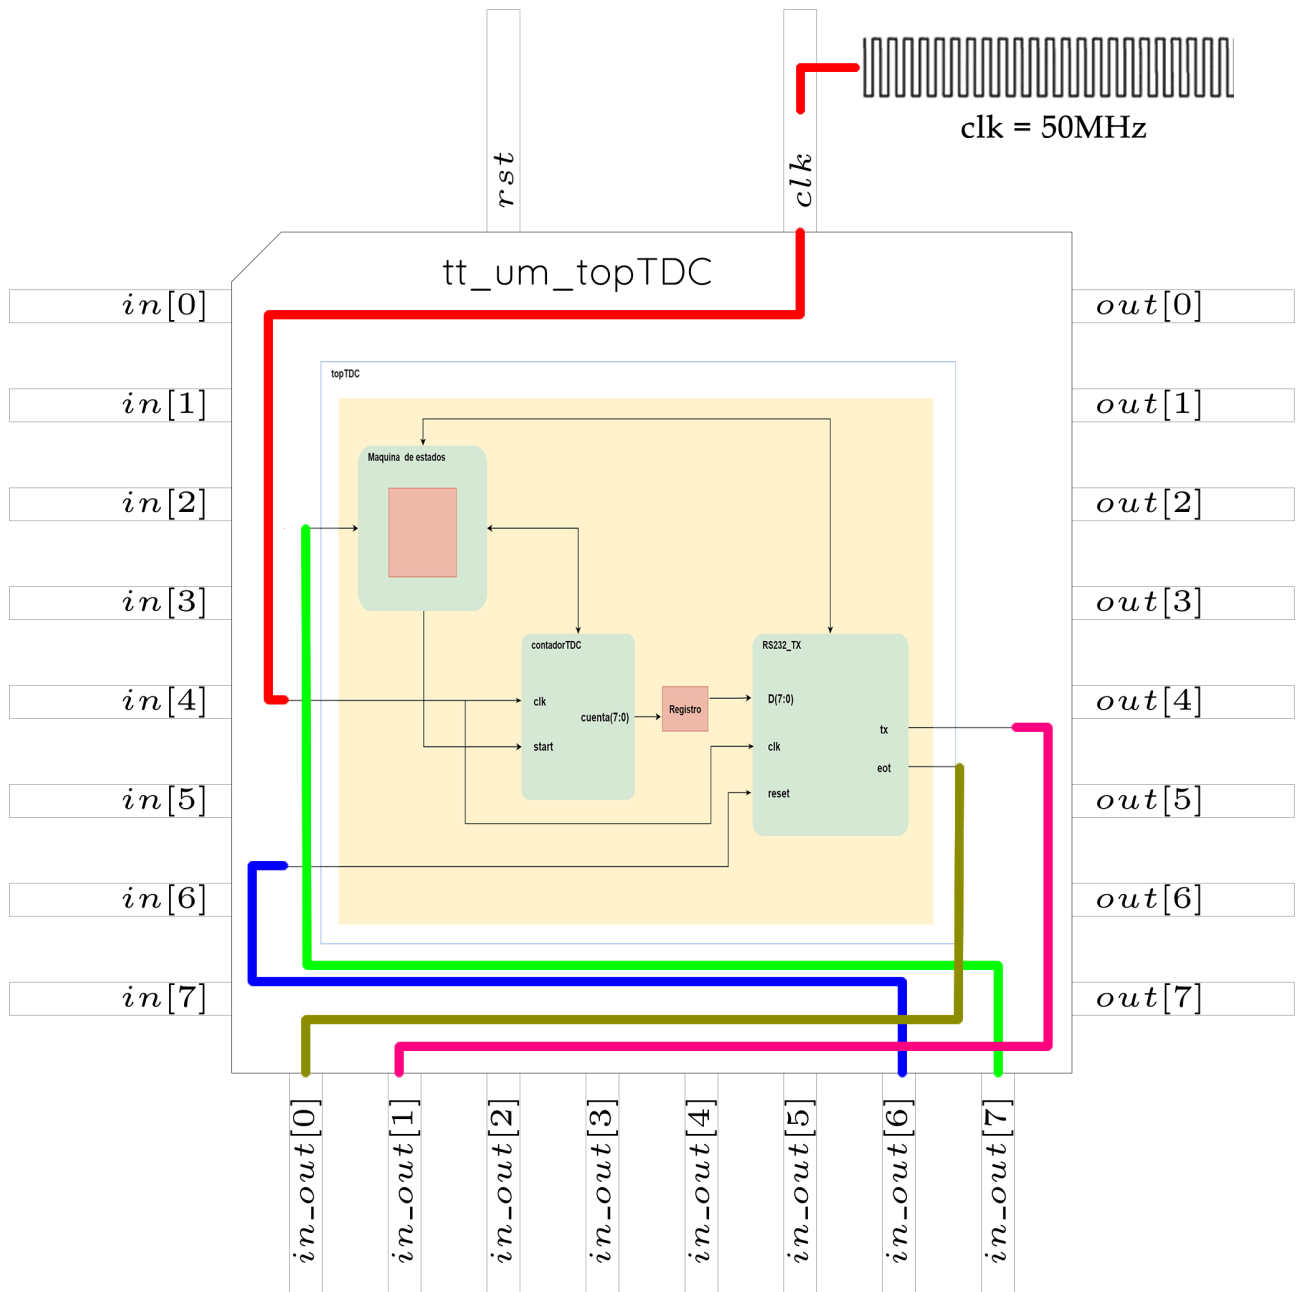 clk = 50MHz
rst
clk
tt_um_topTDC
in[0]
out[0]
topTDC
in[1]
out[1]
Maquina de estados
in[2]
out[2]
in[3]
out[3]
contadorTDC
RS232_TX
in[4]
clk
cuenta(7:0)
start
Registro
D(7:0)
clk
reset
tx
eot
out[4]
in[5]
out[5]
in[6]
out[6]
in[7]
out[7]
in_out[0]
in_out[1]
in_out[2]
in_out[3]
in_out[4]
in_out[5]
in_out[6]
in_out[7]